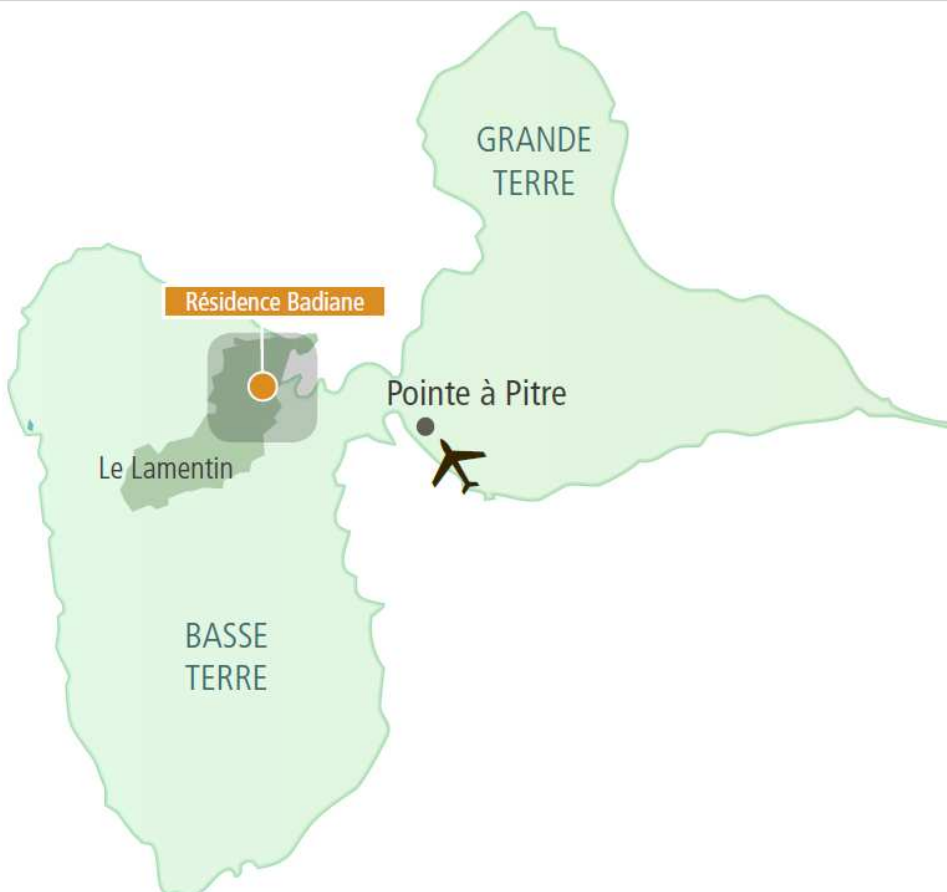 GRANDE
TERRE
Résidence Badiane
Pointe à Pitre
Le Lamentin
BASSE
TERRE